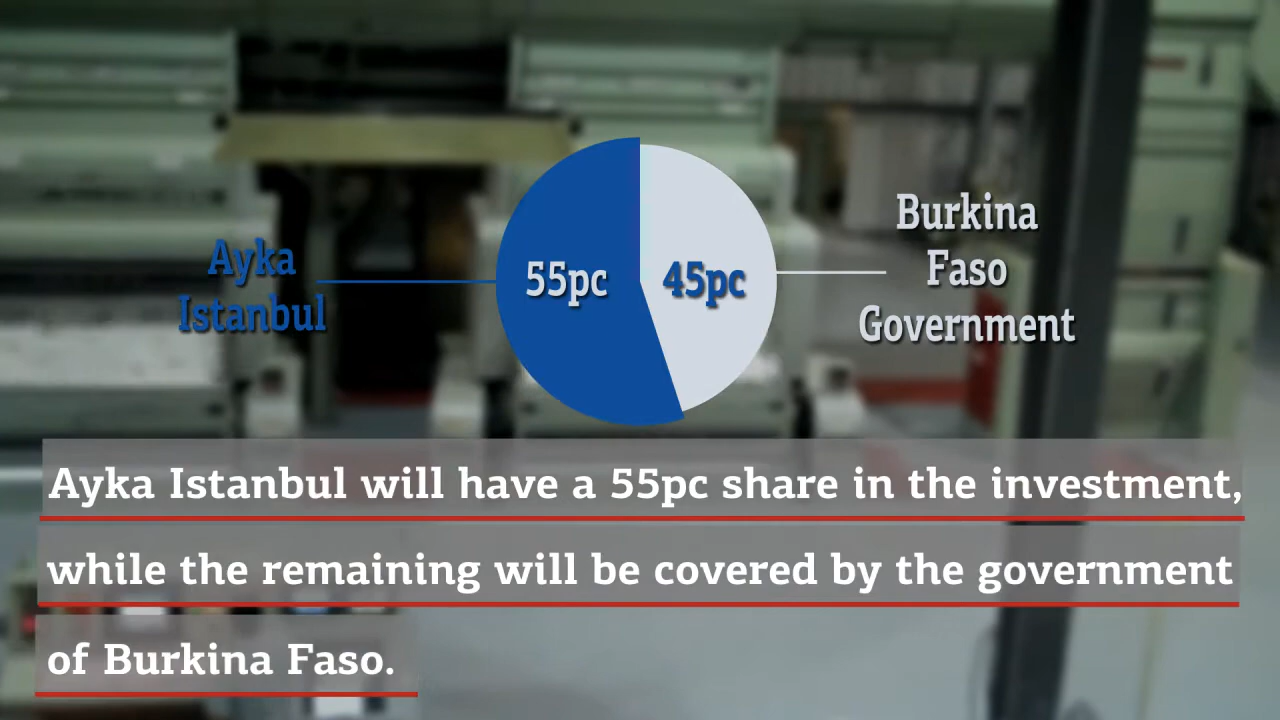 Ayka
Istanbul
55pc
45pc
Burkina
Faso
Government
Ayka Istanbul will have a 55pc share in the investment,
while the remaining will be covered by the government
of Burkina Faso.